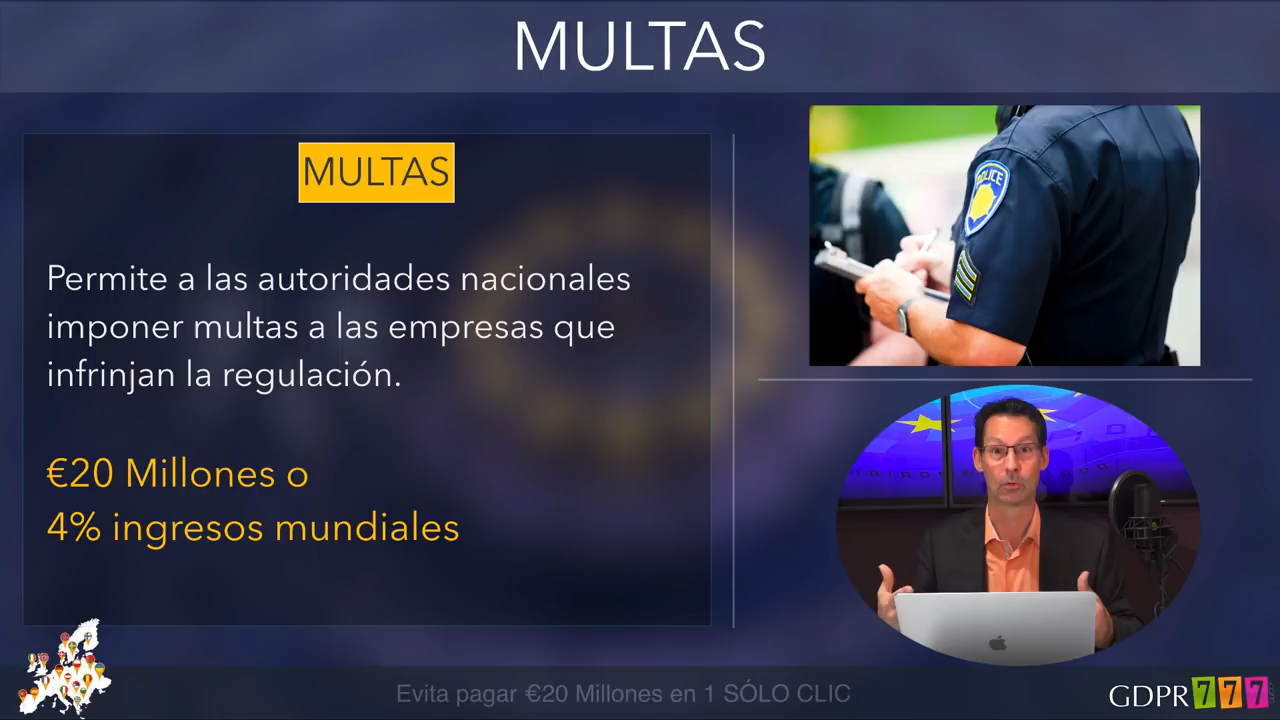 MULTAS
MULTAS
Permite a las autoridades nacionales
imponer multas a las empresas que
infrinjan la regulación.
€20 Millones o
4% ingresos mundiales
POLICE
Evita pagar €20 Millones en 1 SÓLO CLIC
GDPR777